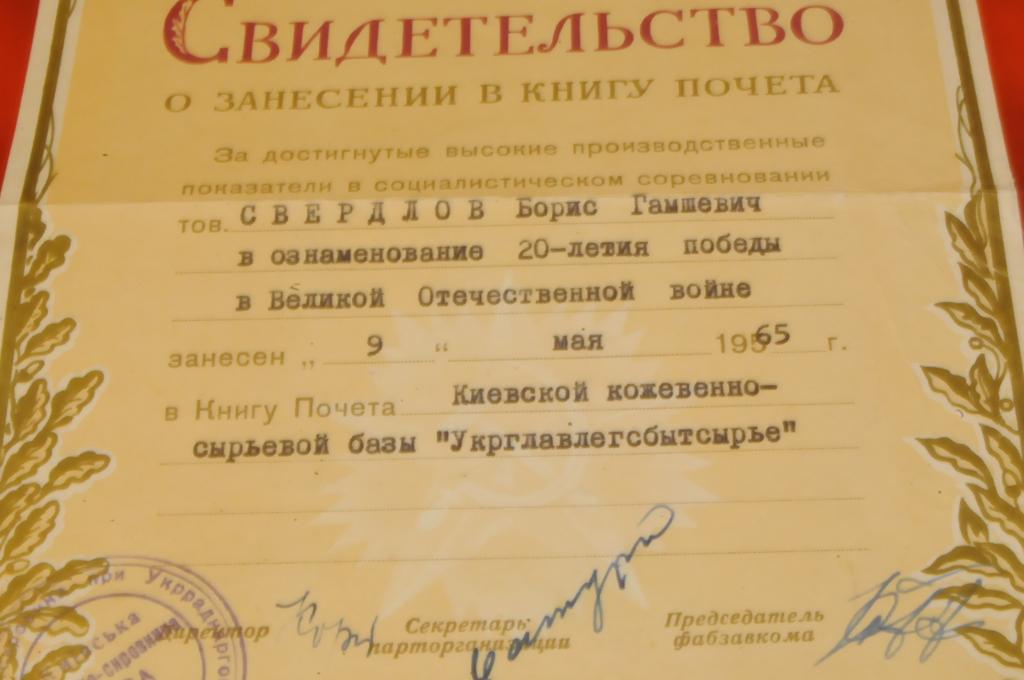 СВИДЕТЕЛЬСТВО
О ЗАНЕСЕНИИ В КНИГУ ПОЧЕТА
За достигнутые высокие производственные
показатели в социалистическом соревновании
тов. СВЕРДЛОВ Борис Гамшевич
в ознаменование 20-летия победы
в Великой Отечественной войне
занесен „ 9 “ мая 1965 г.
в Книгу Почета Киевской кожевенно-
сырьевой базы "Укрглавлегсбытсырье"
Директор
Секретарь
парторганизации
Председатель
фабзавкома
при Укррадnаргос